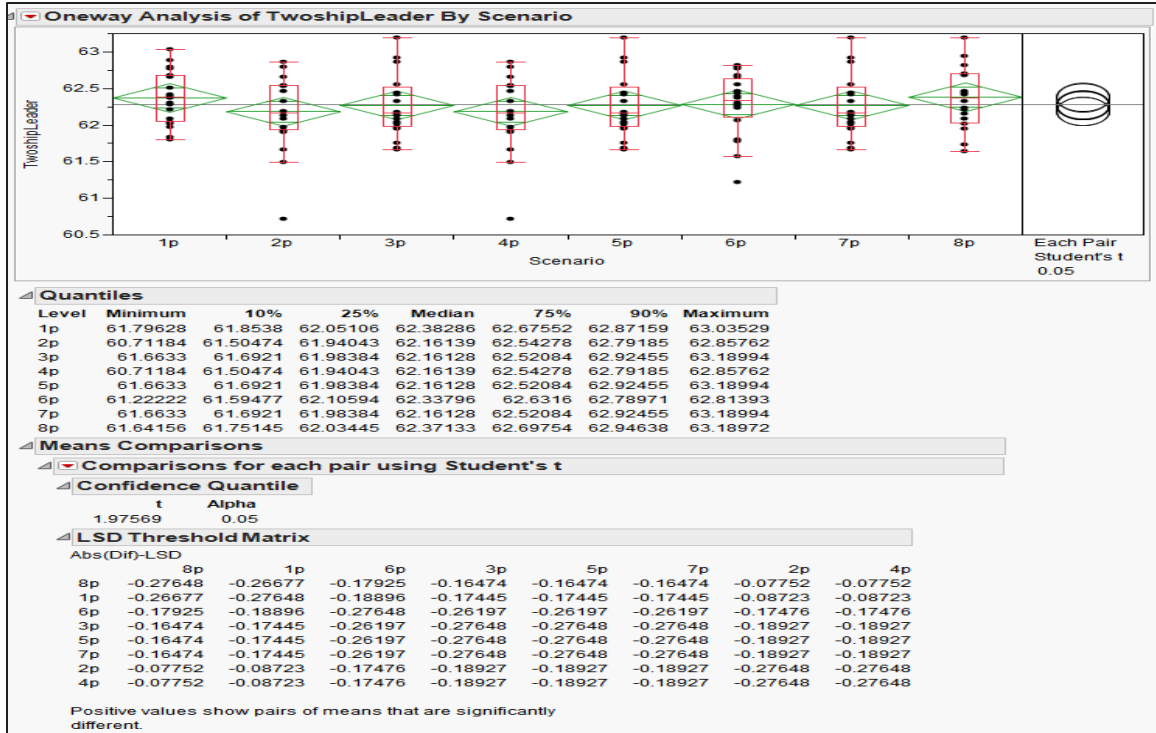 Oneway Analysis of TwoshipLeader By Scenario
TwoshipLeader
63
62.5
62
61.5
61
60.5
1p 2p 3p 4p 5p 6p 7p 8p
Scenario
Each Pair
Student's t
0.05
Quantiles
Level Minimum 10% 25% Median 75% 90% Maximum
1p 61.79628 61.8538 62.05106 62.38286 62.67552 62.87159 63.03529
2p 60.71184 61.50474 61.94043 62.16139 62.54278 62.79185 62.85762
3p 61.6633 61.6921 61.98384 62.16128 62.52084 62.92455 63.18994
4p 60.71184 61.50474 61.94043 62.16139 62.54278 62.79185 62.85762
5p 61.6633 61.6921 61.98384 62.16128 62.52084 62.92455 63.18994
6p 61.22222 61.59477 62.10594 62.33796 62.6316 62.78971 62.81393
7p 61.6633 61.6921 61.98384 62.16128 62.52084 62.92455 63.18994
8p 61.64156 61.75145 62.03445 62.37133 62.69754 62.94638 63.18972
Means Comparisons
Comparisons for each pair using Student's t
Confidence Quantile
t Alpha
1.97569 0.05
LSD Threshold Matrix
Abs(Dif)-LSD
8p 1p 6p 3p 5p 7p 2p 4p
8p -0.27648 -0.26677 -0.17925 -0.16474 -0.16474 -0.16474 -0.07752 -0.07752
1p -0.26677 -0.27648 -0.18896 -0.17445 -0.17445 -0.17445 -0.08723 -0.08723
6p -0.17925 -0.18896 -0.27648 -0.26197 -0.26197 -0.26197 -0.17476 -0.17476
3p -0.16474 -0.17445 -0.26197 -0.27648 -0.27648 -0.27648 -0.18927 -0.18927
5p -0.16474 -0.17445 -0.26197 -0.27648 -0.27648 -0.27648 -0.18927 -0.18927
7p -0.16474 -0.17445 -0.26197 -0.27648 -0.27648 -0.27648 -0.18927 -0.18927
2p -0.07752 -0.08723 -0.17476 -0.18927 -0.18927 -0.18927 -0.27648 -0.27648
4p -0.07752 -0.08723 -0.17476 -0.18927 -0.18927 -0.18927 -0.27648 -0.27648
Positive values show pairs of means that are significantly
different.